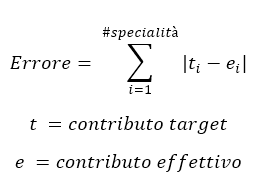 #specialità
Errore = ∑ |tᵢ − eᵢ|
i=1
t = contributo target
e = contributo effettivo